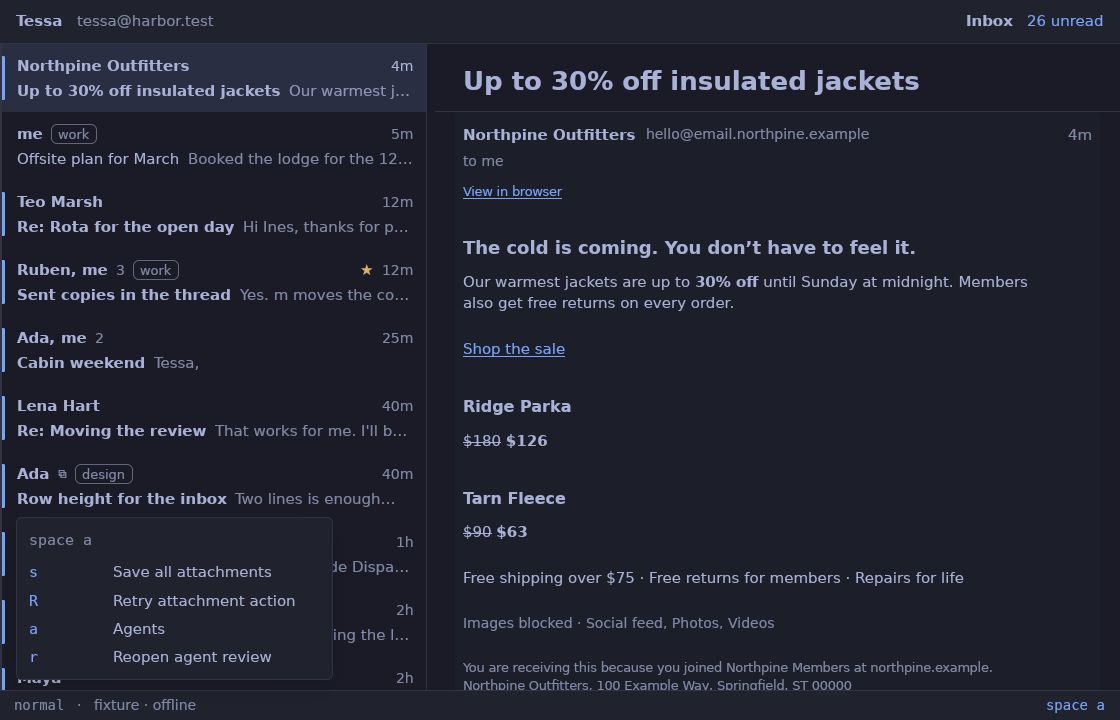 Tessa tessa@harbor.test Inbox 26 unread
Northpine Outfitters 4m
Up to 30% off insulated jackets Our warmest j…
me work 5m
Offsite plan for March Booked the lodge for the 12…
Teo Marsh 12m
Re: Rota for the open day Hi Ines, thanks for p…
Ruben, me 3 work ★ 12m
Sent copies in the thread Yes. m moves the co…
Ada, me 2 25m
Cabin weekend Tessa,
Lena Hart 40m
Re: Moving the review That works for me. I'll b…
Ada design 40m
Row height for the inbox Two lines is enough…
1h
de Dispa…
2h
ing the l…
Maya 2h
space a
s Save all attachments
R Retry attachment action
a Agents
r Reopen agent review
Up to 30% off insulated jackets
Northpine Outfitters hello@email.northpine.example 4m
to me
View in browser
The cold is coming. You don’t have to feel it.
Our warmest jackets are up to 30% off until Sunday at midnight. Members
also get free returns on every order.
Shop the sale
Ridge Parka
$180 $126
Tarn Fleece
$90 $63
Free shipping over $75 · Free returns for members · Repairs for life
Images blocked · Social feed, Photos, Videos
You are receiving this because you joined Northpine Members at northpine.example.
Northpine Outfitters, 100 Example Way, Springfield, ST 00000
normal · fixture · offline space a